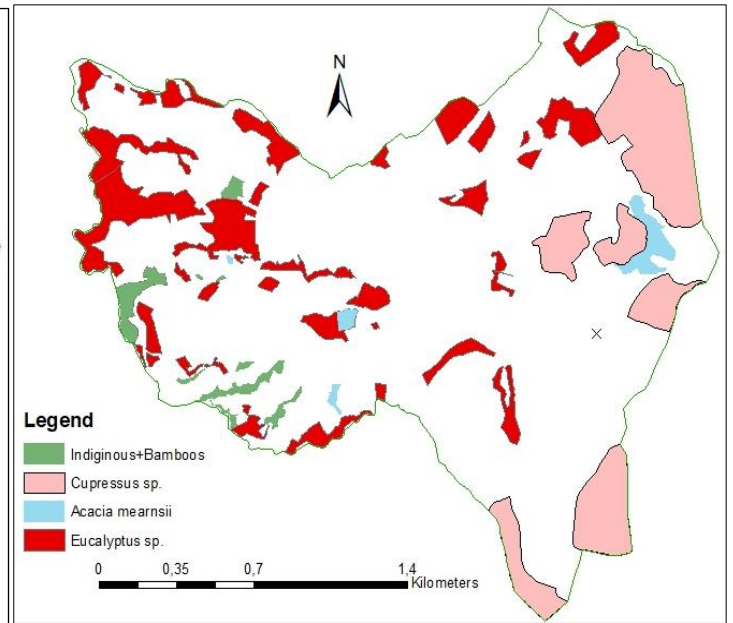 N
Legend
Indiginous+Bamboos
Cupressus sp.
Acacia mearnsii
Eucalyptus sp.
0 0,35 0,7 1,4
Kilometers